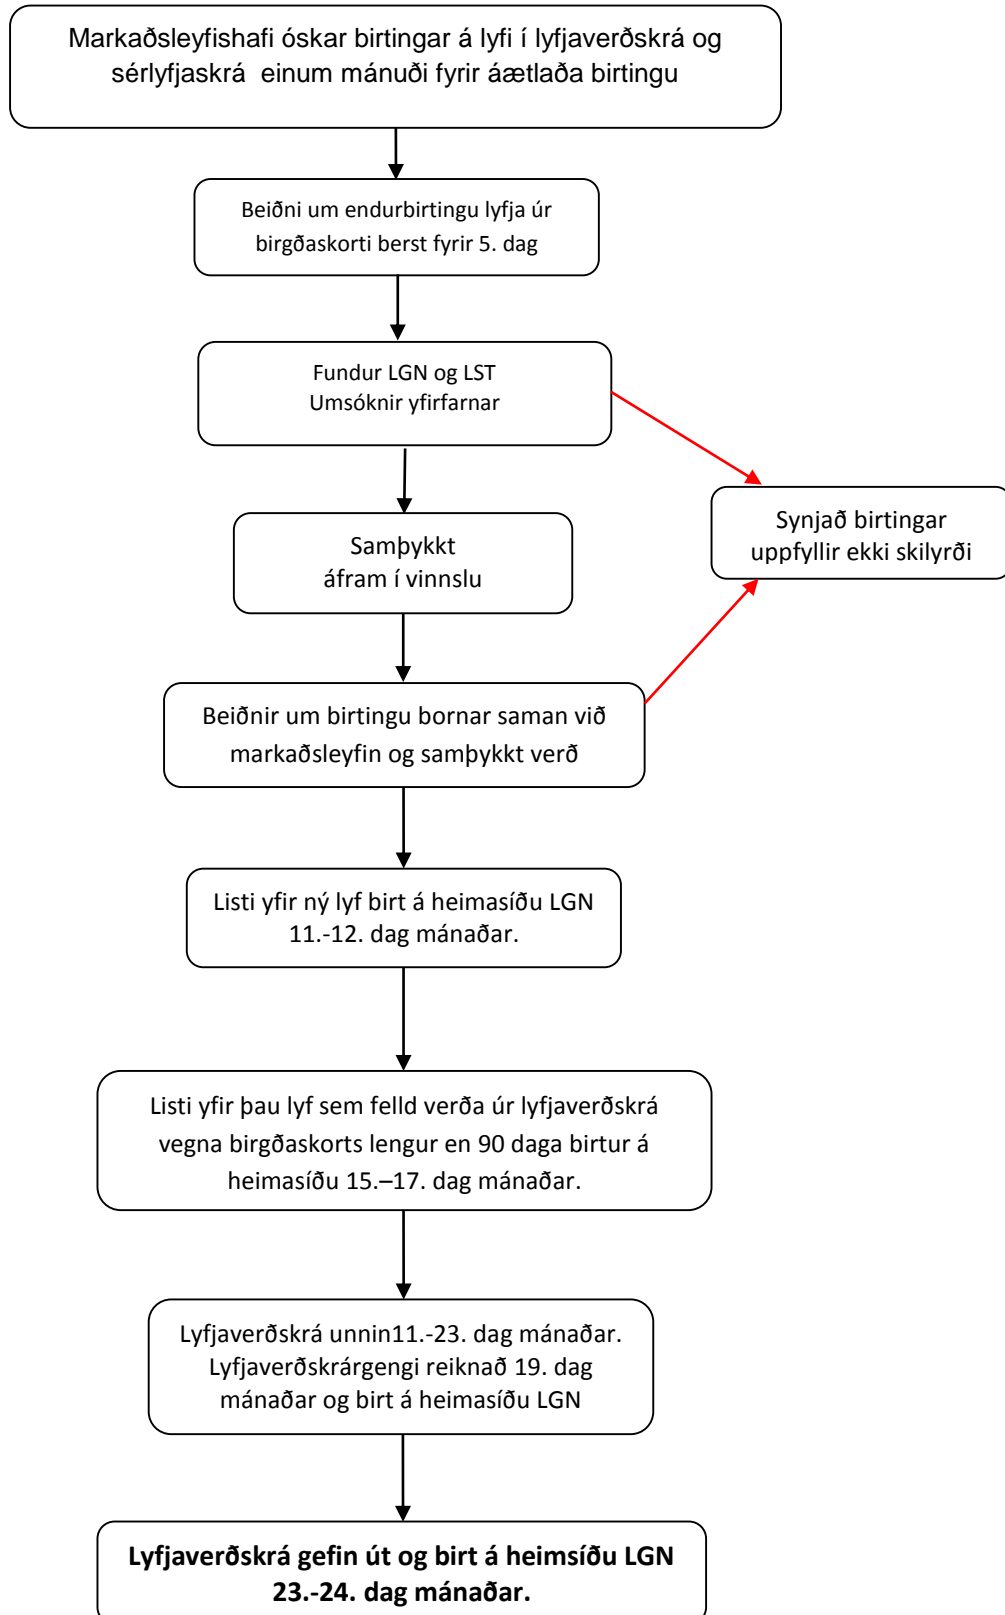 Markaðsleyfishafi óskar birtingar á lyfi í lyfjaverðskrá og
sérlyfjaskrá einum mánuði fyrir áætlaða birtingu
Beiðni um endurbirtingu lyfja úr
birgðaskorti berst fyrir 5. dag
Fundur LGN og LST
Umsóknir yfirfarnar
Synjað birtingar
uppfyllir ekki skilyrði
Samþykkt
áfram í vinnslu
Beiðnir um birtingu bornar saman við
markaðsleyfin og samþykkt verð
Listi yfir ný lyf birt á heimasíðu LGN
11.-12. dag mánaðar.
Listi yfir þau lyf sem felld verða úr lyfjaverðskrá
vegna birgðaskorts lengur en 90 daga birtur á
heimasíðu 15.–17. dag mánaðar.
Lyfjaverðskrá unnin11.-23. dag mánaðar.
Lyfjaverðskrárgengi reiknað 19. dag
mánaðar og birt á heimasíðu LGN
Lyfjaverðskrá gefin út og birt á heimsíðu LGN
23.-24. dag mánaðar.